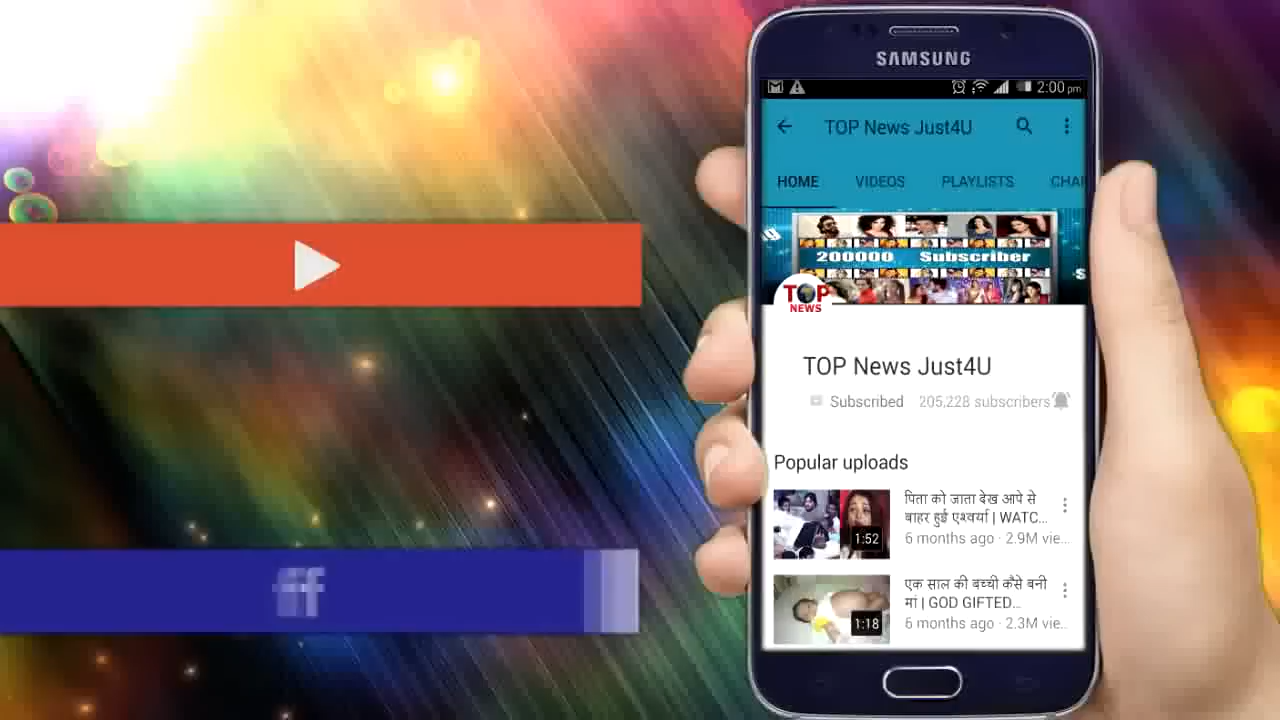 SAMSUNG
2:00 pm
TOP News Just4U
HOME VIDEOS PLAYLISTS CHA
200000 Subscriber
TOP
NEWS
TOP News Just4U
Subscribed 205,228 subscribers
Popular uploads
पिता को जाता देख आपे से
बाहर हुई एश्वर्या | WATC...
6 months ago · 2.9M vie...
1:52
एक साल की बच्ची कैसे बनी
मां | GOD GIFTED...
6 months ago · 2.3M vie..
1:18